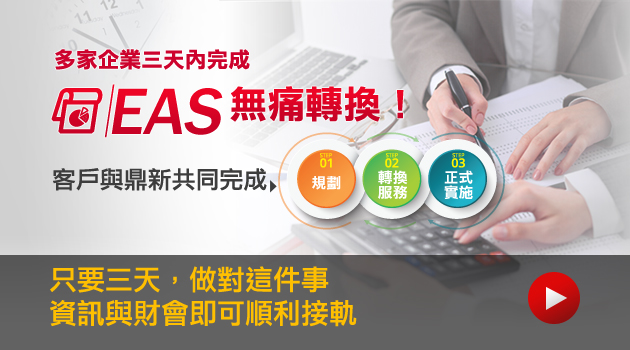 多家企業三天內完成
EAS 無痛轉換！
客戶與鼎新共同完成
STEP 01
規劃
STEP 02
轉換
服務
STEP 03
正式
實施
只要三天，做對這件事
資訊與財會即可順利接軌